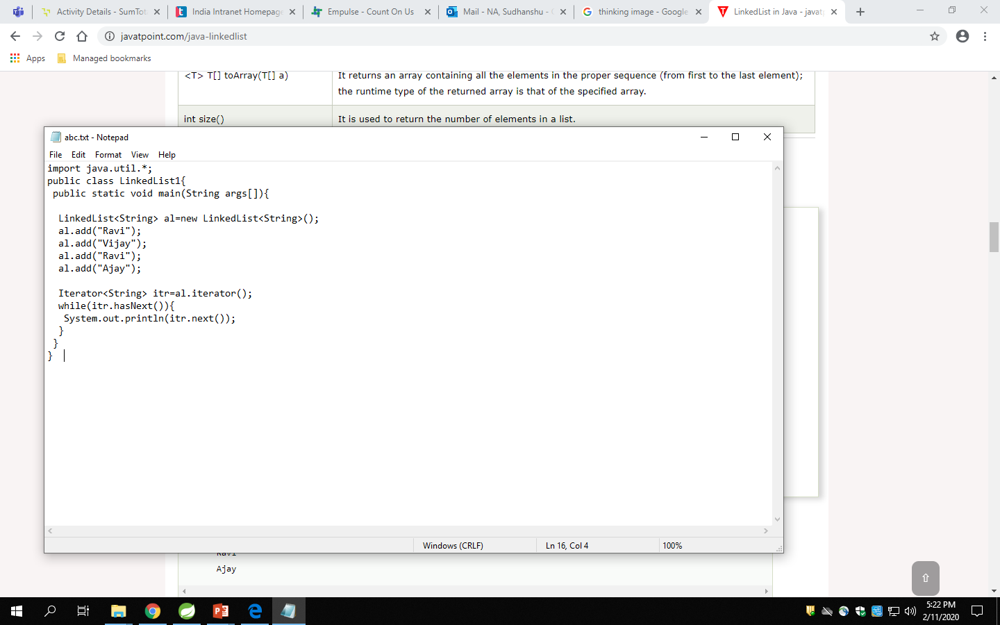 Activity Details - SumTot
India Intranet Homepage
Empulse - Count On Us
Mail - NA, Sudhanshu -
thinking image - Google
LinkedList in Java - javatp
javatpoint.com/java-linkedlist
Apps
Managed bookmarks
<T> T[] toArray(T[] a)
It returns an array containing all the elements in the proper sequence (from first to the last element);
the runtime type of the returned array is that of the specified array.
int size()
It is used to return the number of elements in a list.
abc.txt - Notepad
File Edit Format View Help
import java.util.*;
public class LinkedList1{
 public static void main(String args[]){
  LinkedList<String> al=new LinkedList<String>();
  al.add("Ravi");
  al.add("Vijay");
  al.add("Ravi");
  al.add("Ajay");
  Iterator<String> itr=al.iterator();
  while(itr.hasNext()){
   System.out.println(itr.next());
  }
 }
}
Windows (CRLF)
Ln 16, Col 4
100%
Ravi
Ajay
5:22 PM
2/11/2020